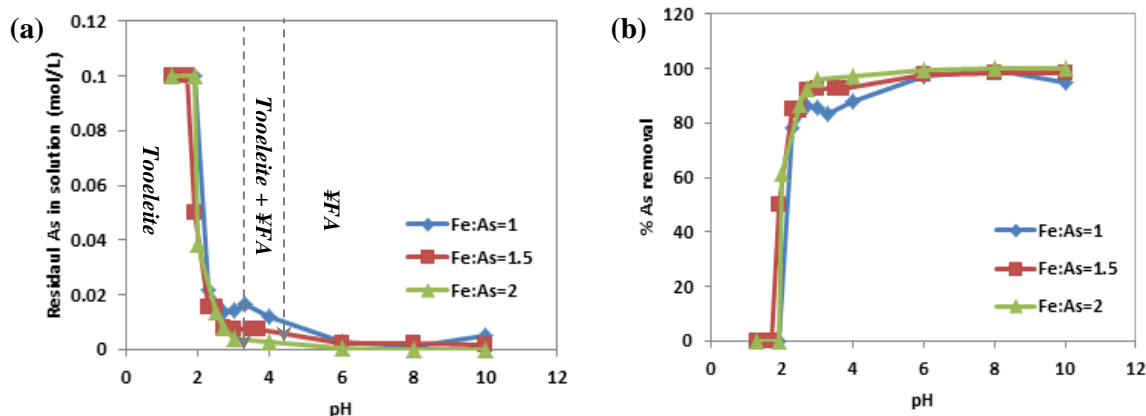 (a)
Residaul As in solution (mol/L)
0.12
0.1
0.08
0.06
0.04
0.02
0
Tooeleite
Tooeleite + ¥FA
¥FA
Fe:As=1
Fe:As=1.5
Fe:As=2
0 2 4 6 8 10 12
pH
(b)
% As removal
120
100
80
60
40
20
0
Fe:As=1
Fe:As=1.5
Fe:As=2
0 2 4 6 8 10 12
pH